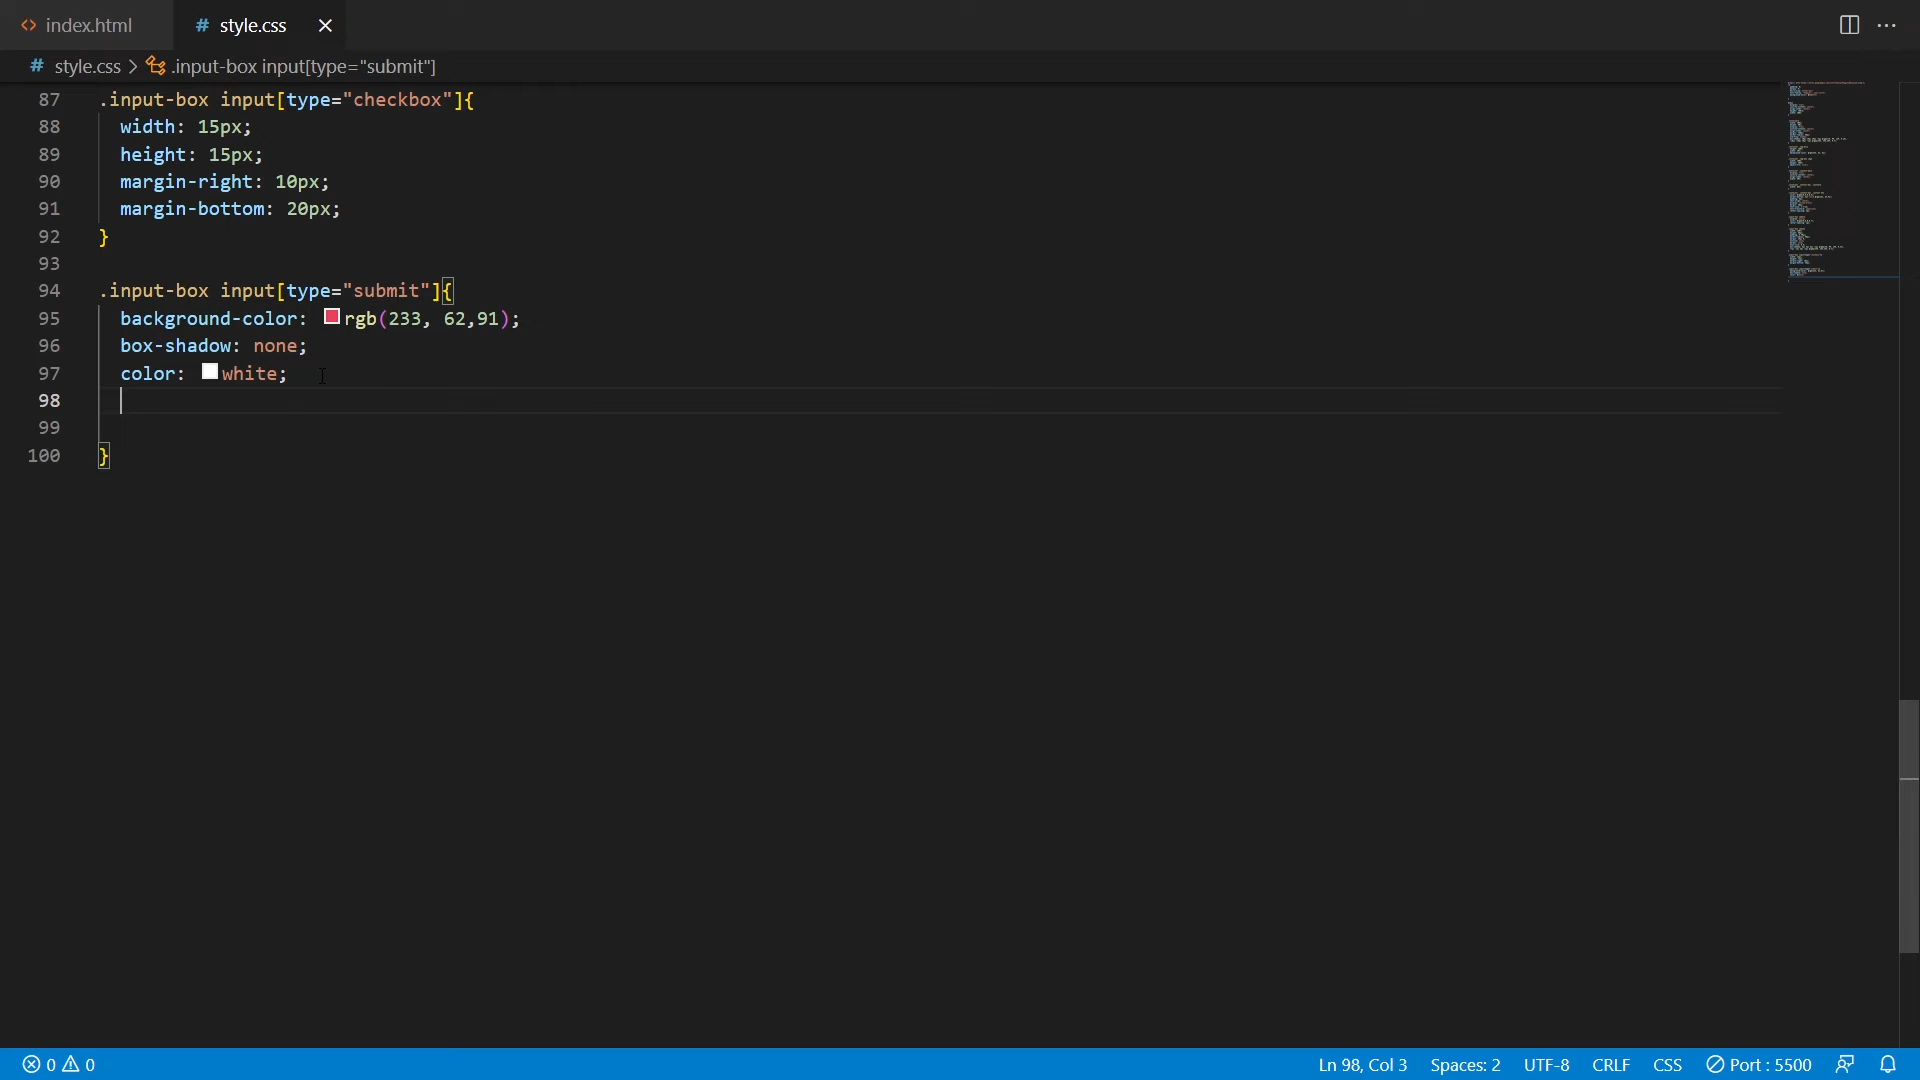 index.html
style.css
style.css > .input-box input[type="submit"]
87 .input-box input[type="checkbox"]{
88 width: 15px;
89 height: 15px;
90 margin-right: 10px;
91 margin-bottom: 20px;
92 }
93
94 .input-box input[type="submit"]{
95 background-color: rgb(233, 62,91);
96 box-shadow: none;
97 color: white;
98
99
100 }
0 0 Ln 98, Col 3 Spaces: 2 UTF-8 CRLF CSS Port : 5500